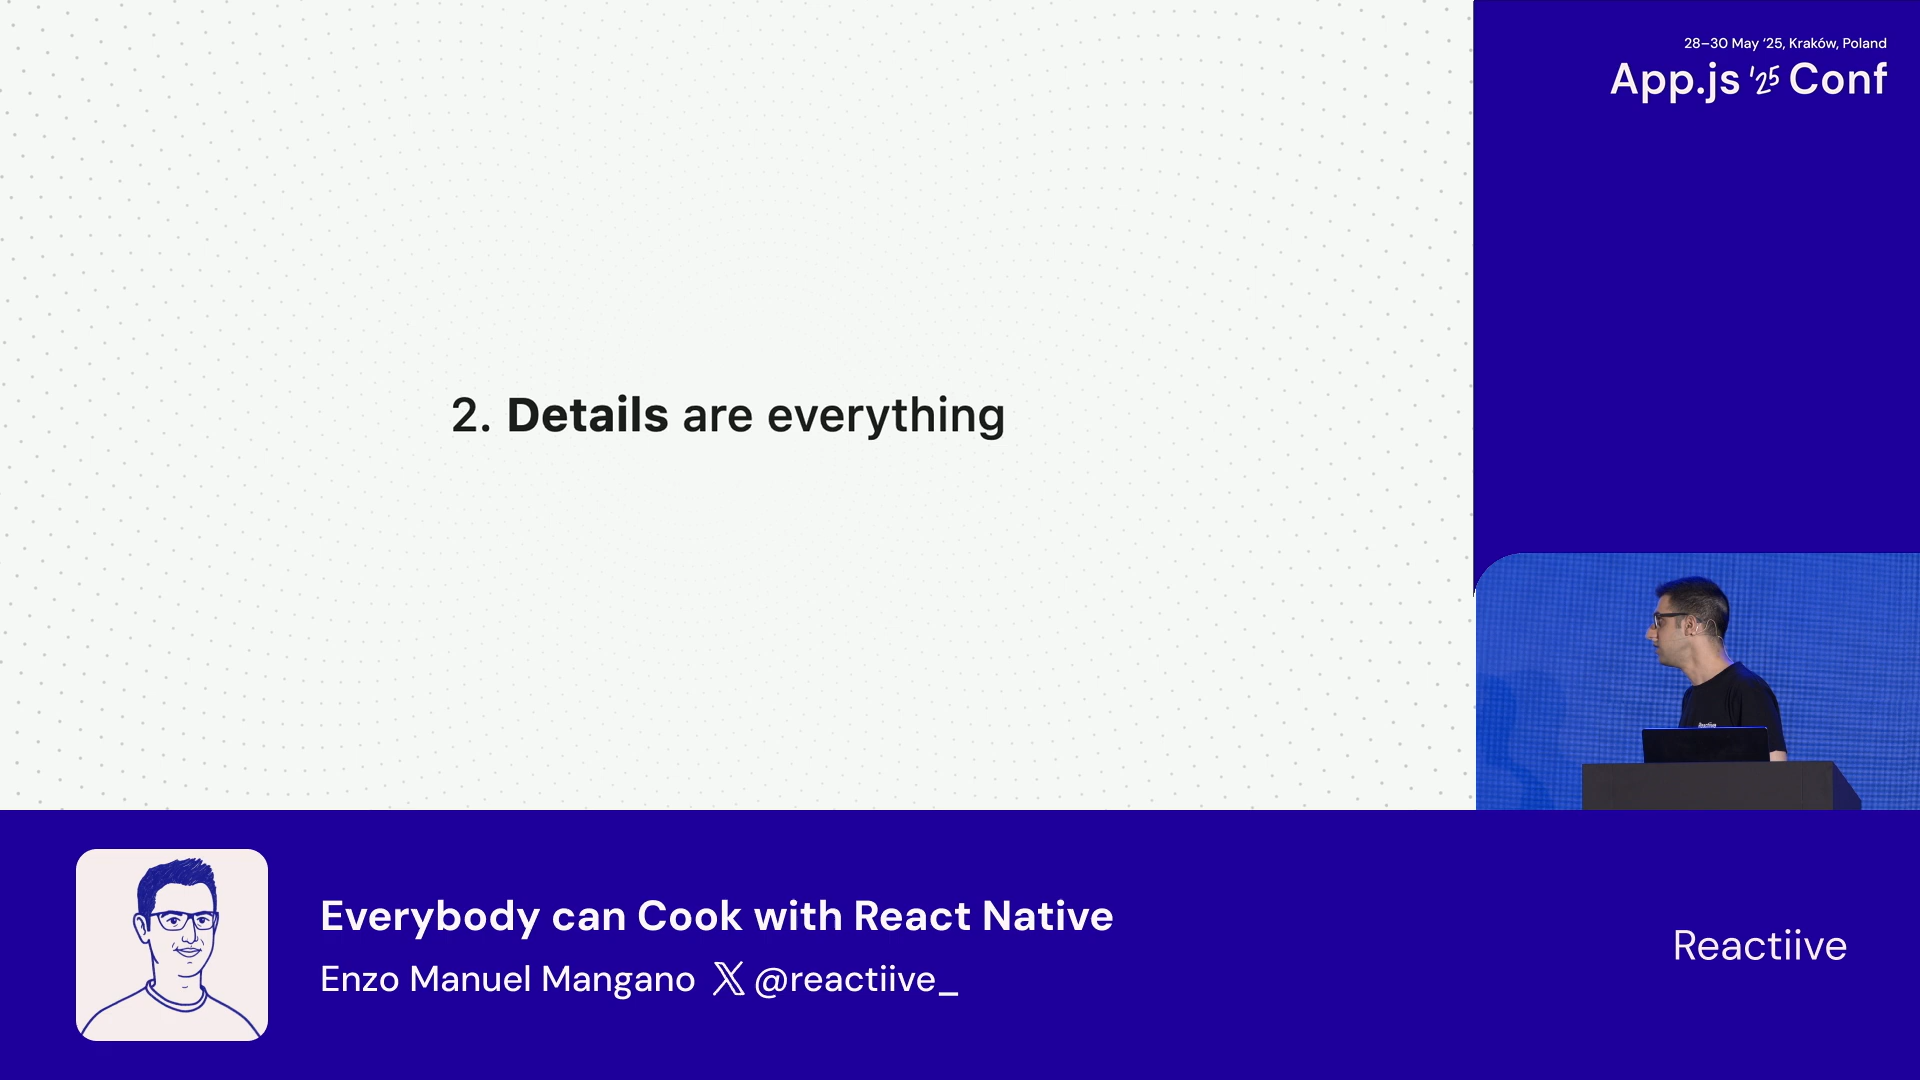 28–30 May ‘25, Kraków, Poland
App.js ‘25 Conf
2. Details are everything
Reactiive
Everybody can Cook with React Native
Enzo Manuel Mangano 𝕏 @reactiive_
Reactiive